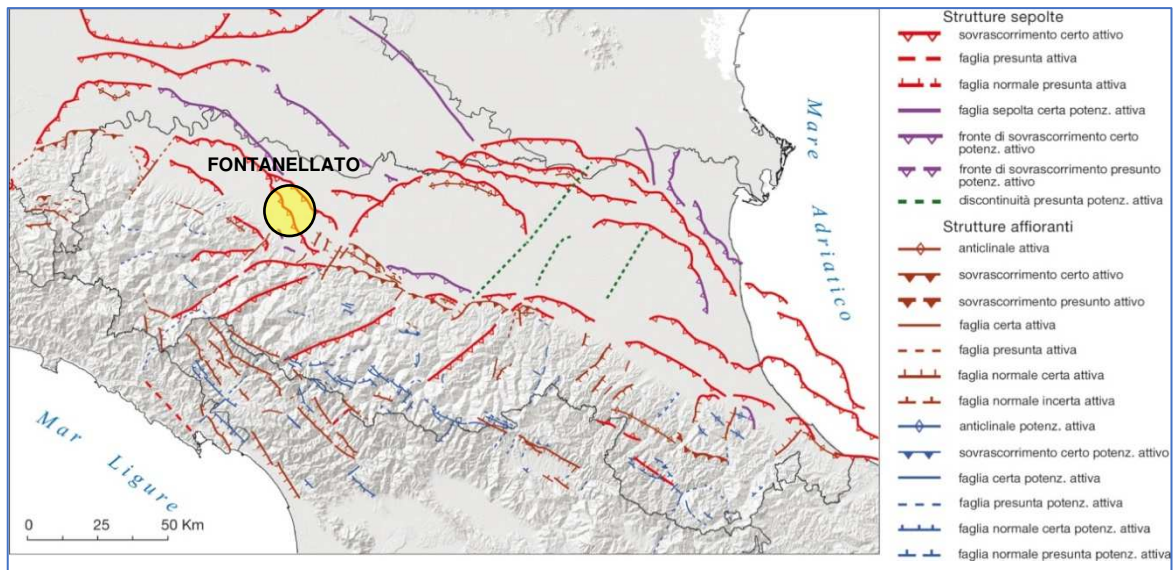 FONTANELLATO
Mare
Adriatico
Mar Ligure
0 25 50 Km
Strutture sepolte
sovrascorrimento certo attivo
faglia presunta attiva
faglia normale presunta attiva
faglia sepolta certa potenz. attiva
fronte di sovrascorrimento certo
potenz. attivo
fronte di sovrascorrimento presunto
potenz. attivo
discontinuità presunta potenz. attiva
Strutture affioranti
anticlinale attiva
sovrascorrimento certo attivo
sovrascorrimento presunto attivo
faglia certa attiva
faglia presunta attiva
faglia normale certa attiva
faglia normale incerta attiva
anticlinale potenz. attiva
sovrascorrimento certo potenz. attivo
faglia certa potenz. attiva
faglia presunta potenz. attiva
faglia normale certa potenz. attiva
faglia normale presunta potenz. attiva